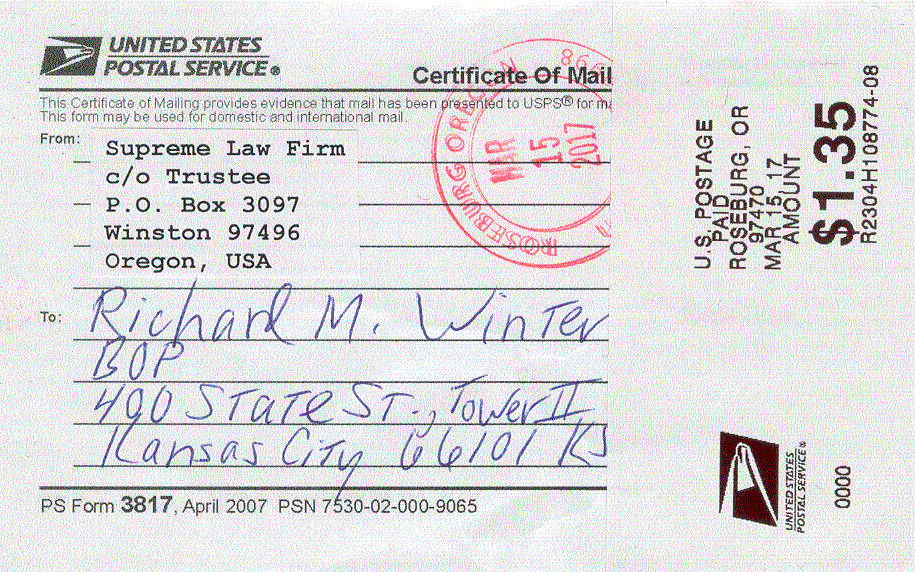 UNITED STATES
POSTAL SERVICE®
Certificate Of Mail
This Certificate of Mailing provides evidence that mail has been presented to USPS® for ma
This form may be used for domestic and international mail.
From:
Supreme Law Firm
c/o Trustee
P.O. Box 3097
Winston 97496
Oregon, USA
ROSEBURG OREGON
MAR
15
2017
To:
Richard M. Winter
BOP
400 State St., Tower II
Kansas City 66101 KS
PS Form 3817, April 2007 PSN 7530-02-000-9065
U.S. POSTAGE
PAID
ROSEBURG, OR
97470
MAR 15, 17
AMOUNT
$1.35
R2304H108774-08
UNITED STATES
POSTAL SERVICE®
0000